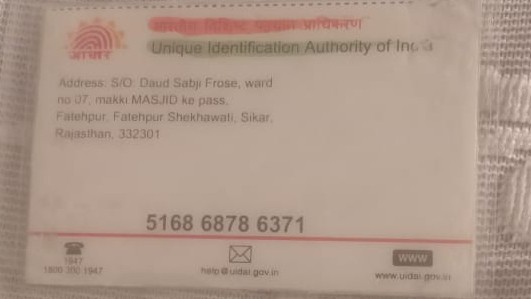 भारतीय विशिष्ट पहचान प्राधिकरण
Unique Identification Authority of India
आधार
Address: S/O: Daud Sabji Frose, ward
no 07, makki MASJID ke pass,
Fatehpur, Fatehpur Shekhawati, Sikar,
Rajasthan, 332301
5168 6878 6371
1947
1800 300 1947
help@uidai.gov.in
www
www.uidai.gov.in